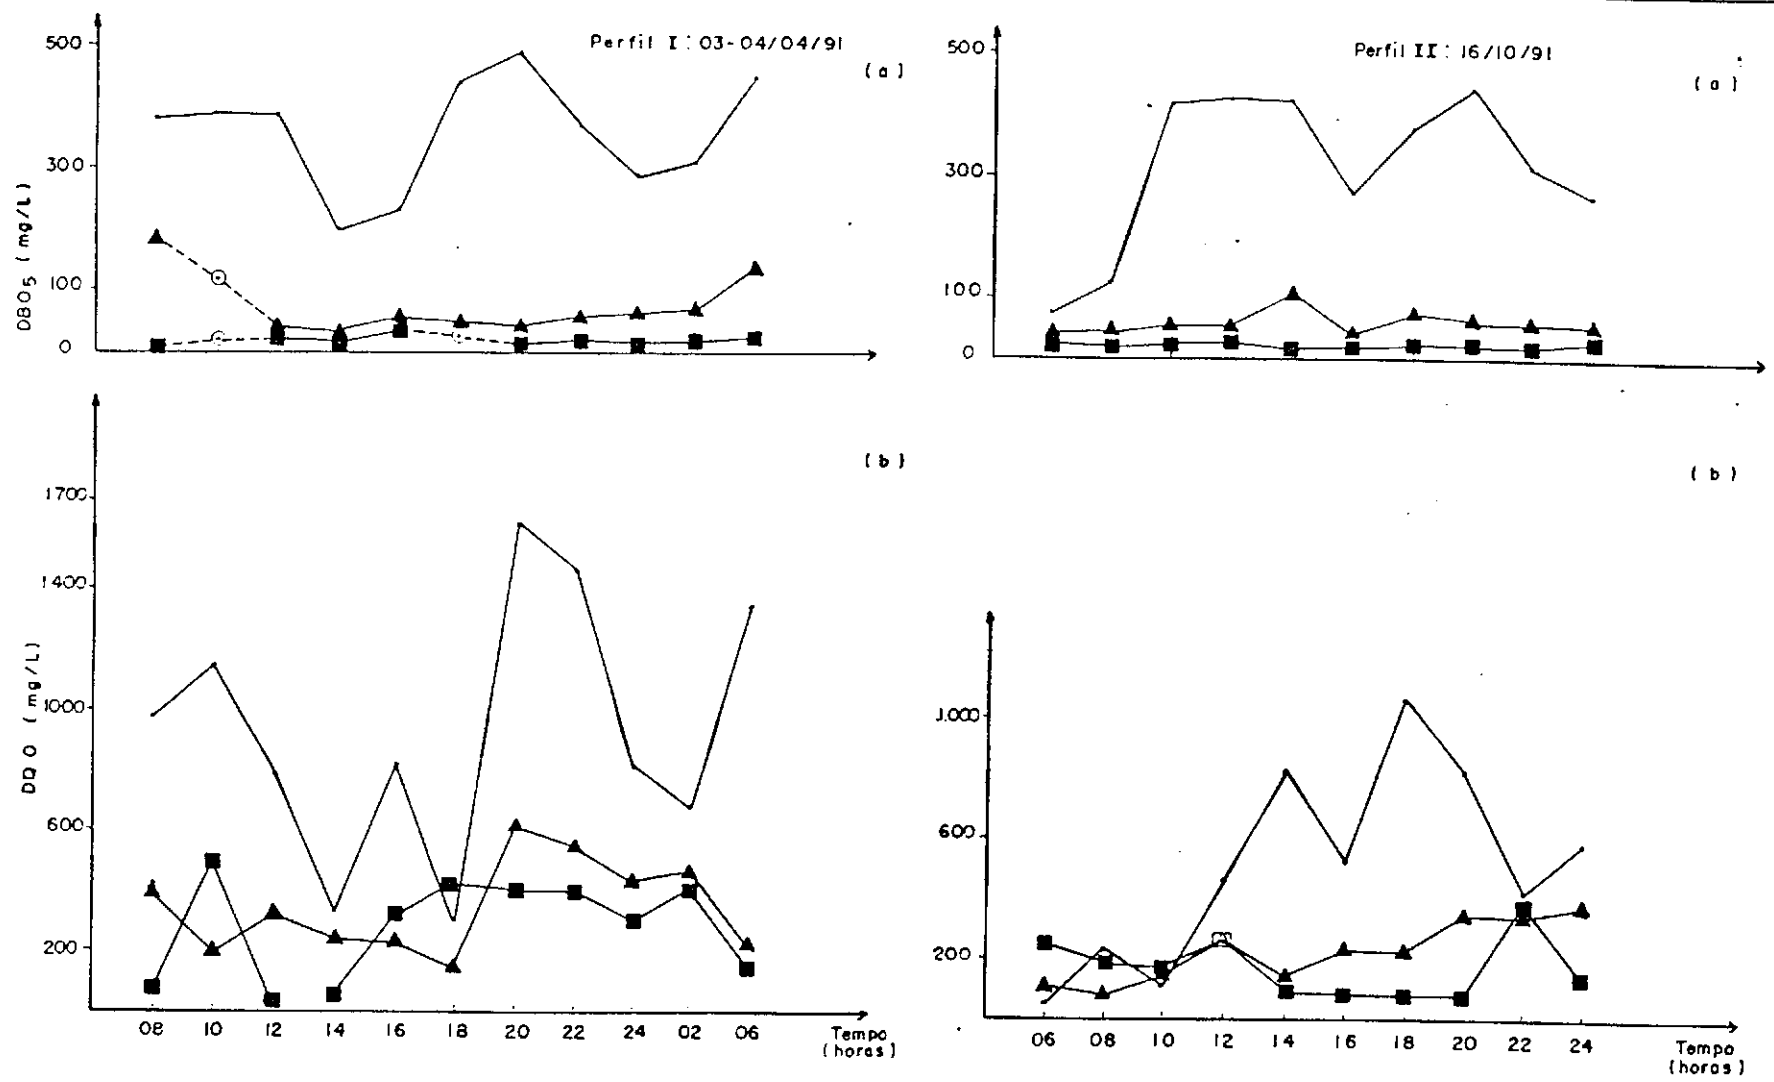 Perfil I : 03-04/04/91
(a)
500
300
100
0
DBO5 (mg/l)
Perfil II : 16/10/91
(a)
500
300
100
0
(b)
1700
1400
1000
600
200
DQO (mg/L)
08 10 12 14 16 18 20 22 24 02 06
Tempo
(horas)
(b)
1.000
600
200
06 08 10 12 14 16 18 20 22 24
Tempo
(horas)